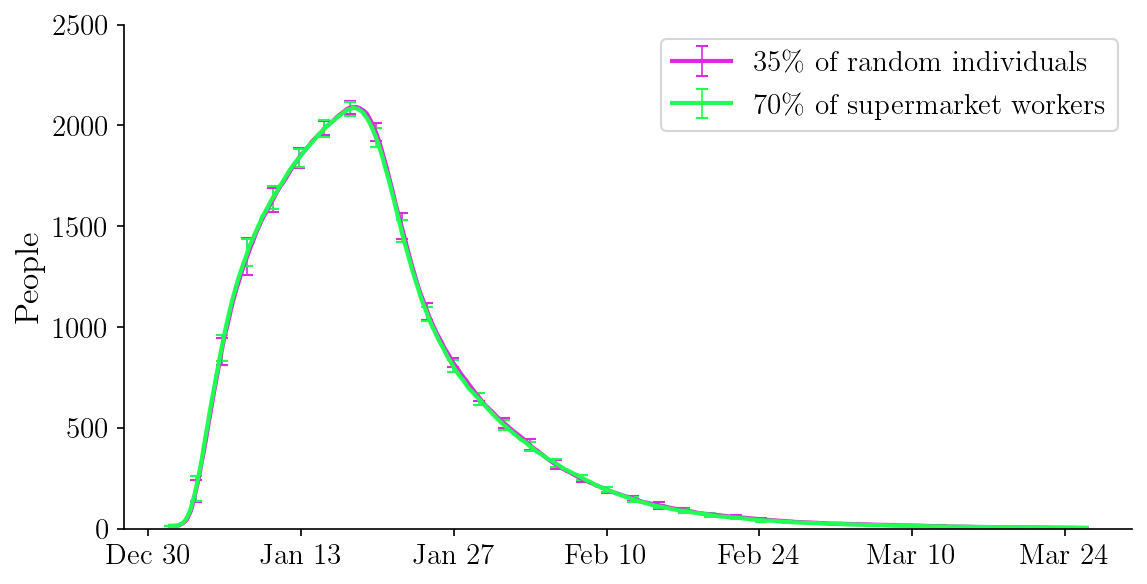 2500
2000
1500
1000
500
0
People
35% of random individuals
70% of supermarket workers
Dec 30 Jan 13 Jan 27 Feb 10 Feb 24 Mar 10 Mar 24